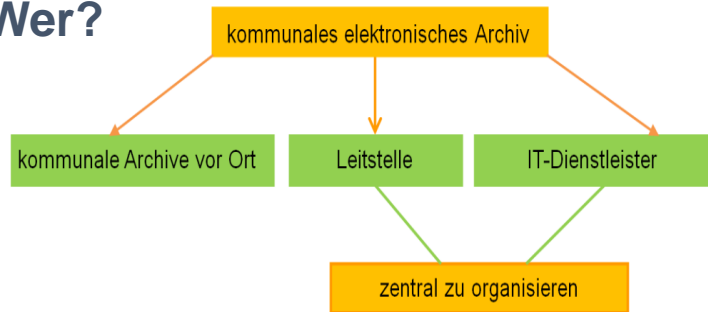 Wer?
kommunales elektronisches Archiv
kommunale Archive vor Ort
Leitstelle
IT-Dienstleister
zentral zu organisieren